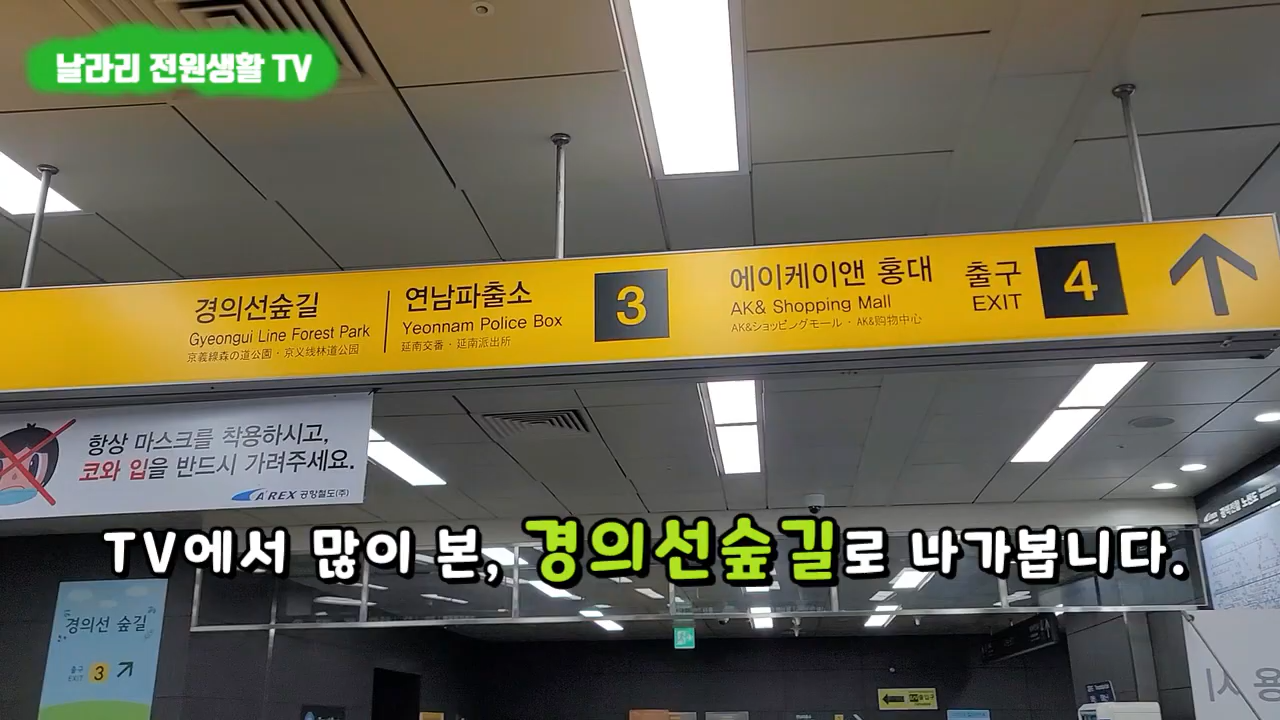 날라리 전원생활 TV
경의선숲길
Gyeongui Line Forest Park
京義線森の道公園 · 京义线林道公园
연남파출소
Yeonnam Police Box
延南交番 · 延南派出所
3
에이케이앤 홍대
AK& Shopping Mall
AK&ショッピングモール · AK&购物中心
출구
EXIT
4
항상 마스크를 착용하시고,
코와 입을 반드시 가려주세요.
A'REX 공항철도(주)
TV에서 많이 본, 경의선숲길로 나가봅니다.
경의선 숲길
출구
EXIT
3